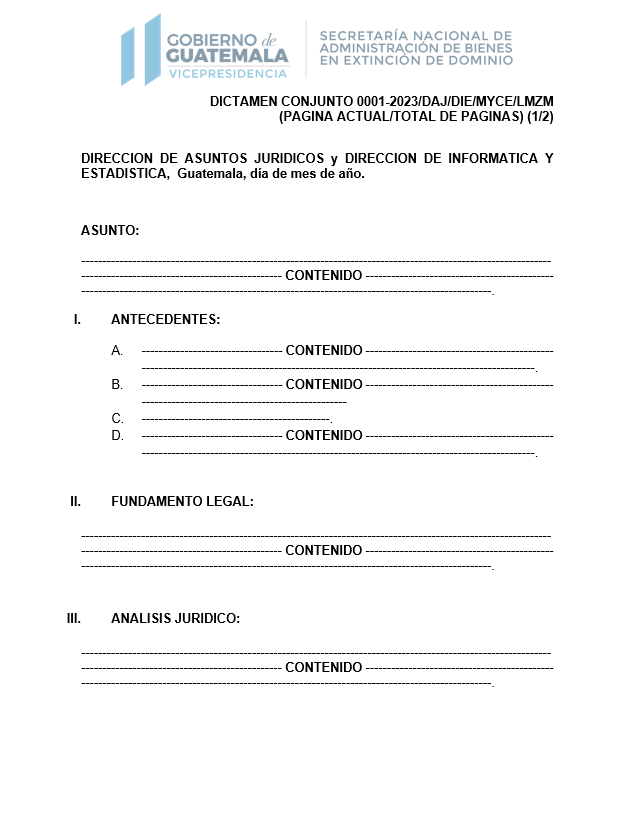 GOBIERNO de
GUATEMALA
VICEPRESIDENCIA
SECRETARÍA NACIONAL DE
ADMINISTRACIÓN DE BIENES
EN EXTINCIÓN DE DOMINIO
DICTAMEN CONJUNTO 0001-2023/DAJ/DIE/MYCE/LMZM
(PAGINA ACTUAL/TOTAL DE PAGINAS) (1/2)
DIRECCION DE ASUNTOS JURIDICOS y DIRECCION DE INFORMATICA Y
ESTADISTICA, Guatemala, día de mes de año.
ASUNTO:
--------------------------------------------------------------------------------------------------------------
----------------------------------------------- CONTENIDO --------------------------------------------
------------------------------------------------------------------------------------------------.
I. ANTECEDENTES:
A. --------------------------------- CONTENIDO --------------------------------------------
--------------------------------------------------------------------------------------------.
B. --------------------------------- CONTENIDO --------------------------------------------
------------------------------------------------
C. --------------------------------------------.
D. --------------------------------- CONTENIDO --------------------------------------------
--------------------------------------------------------------------------------------------.
II. FUNDAMENTO LEGAL:
--------------------------------------------------------------------------------------------------------------
----------------------------------------------- CONTENIDO --------------------------------------------
------------------------------------------------------------------------------------------------.
III. ANALISIS JURIDICO:
--------------------------------------------------------------------------------------------------------------
----------------------------------------------- CONTENIDO --------------------------------------------
------------------------------------------------------------------------------------------------.